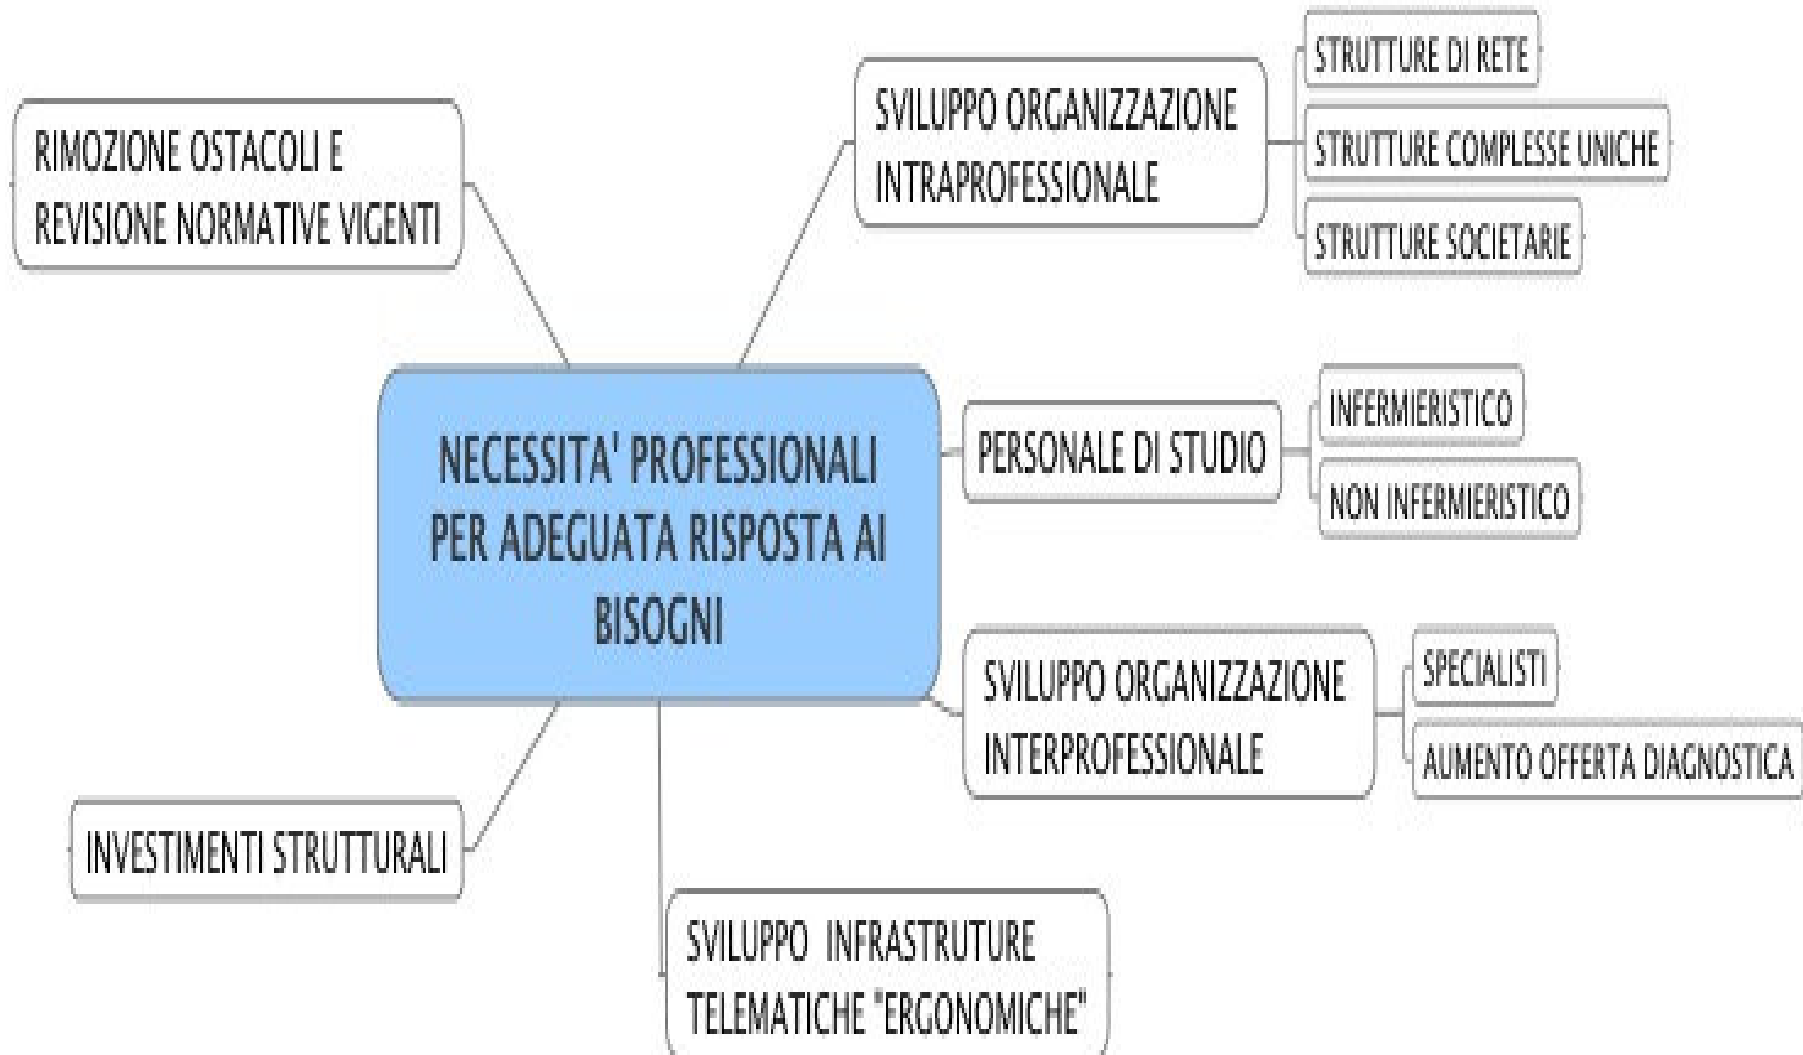 RIMOZIONE OSTACOLI E
REVISIONE NORMATIVE VIGENTI
SVILUPPO ORGANIZZAZIONE
INTRAPROFESSIONALE
STRUTTURE DI RETE
STRUTTURE COMPLESSE UNICHE
STRUTTURE SOCIETARIE
NECESSITA' PROFESSIONALI
PER ADEGUATA RISPOSTA AI
BISOGNI
PERSONALE DI STUDIO
INFERMIERISTICO
NON INFERMIERISTICO
SVILUPPO ORGANIZZAZIONE
INTERPROFESSIONALE
SPECIALISTI
AUMENTO OFFERTA DIAGNOSTICA
INVESTIMENTI STRUTTURALI
SVILUPPO INFRASTRUTURE
TELEMATICHE "ERGONOMICHE"